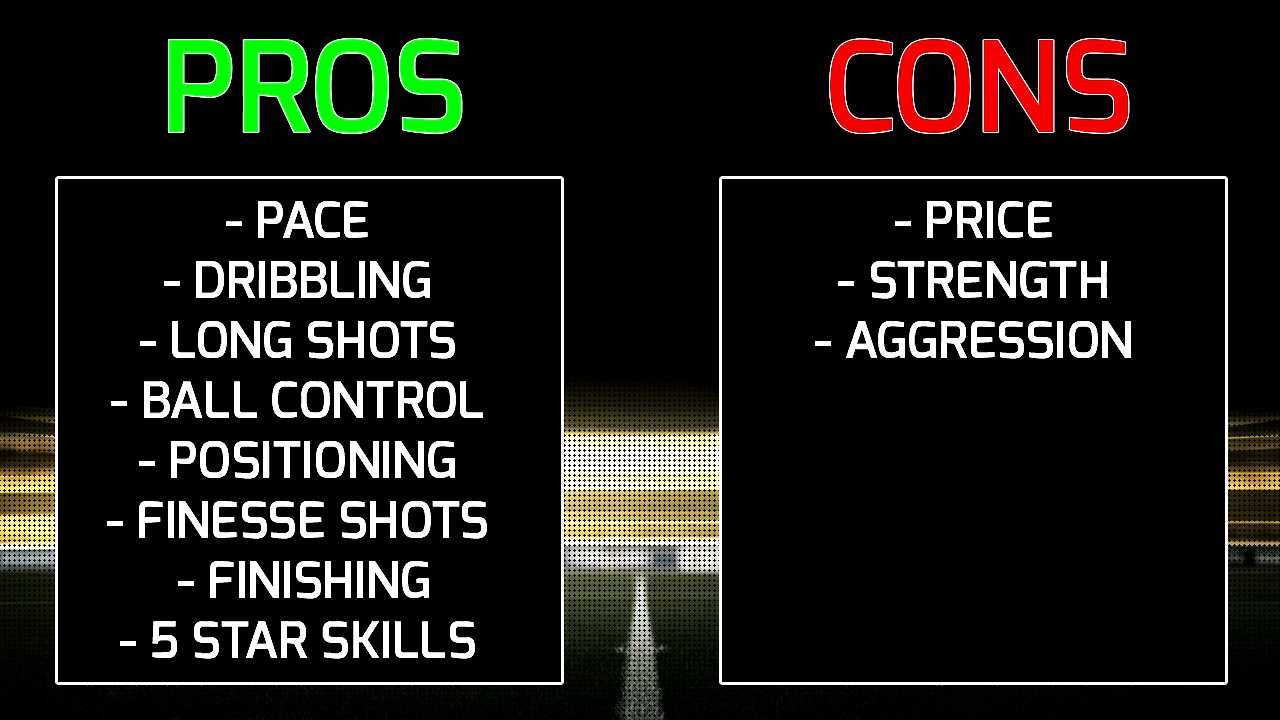 PROS
- PACE
- DRIBBLING
- LONG SHOTS
- BALL CONTROL
- POSITIONING
- FINESSE SHOTS
- FINISHING
- 5 STAR SKILLS
CONS
- PRICE
- STRENGTH
- AGGRESSION